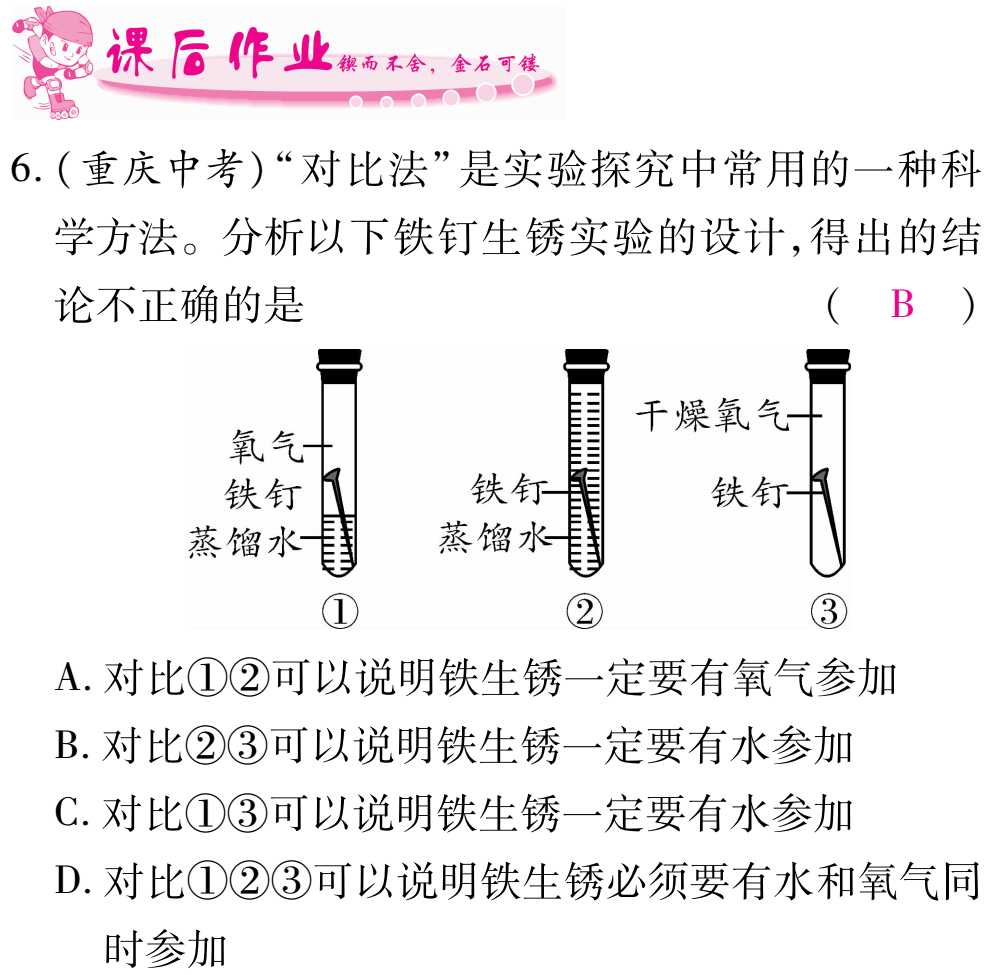 课后作业 锲而不舍，金石可镂
6.(重庆中考)“对比法”是实验探究中常用的一种科
学方法。分析以下铁钉生锈实验的设计,得出的结
论不正确的是 ( B )
氧气
铁钉
蒸馏水
①
铁钉
蒸馏水
②
干燥氧气
铁钉
③
A. 对比①②可以说明铁生锈一定要有氧气参加
B. 对比②③可以说明铁生锈一定要有水参加
C. 对比①③可以说明铁生锈一定要有水参加
D. 对比①②③可以说明铁生锈必须要有水和氧气同
时参加